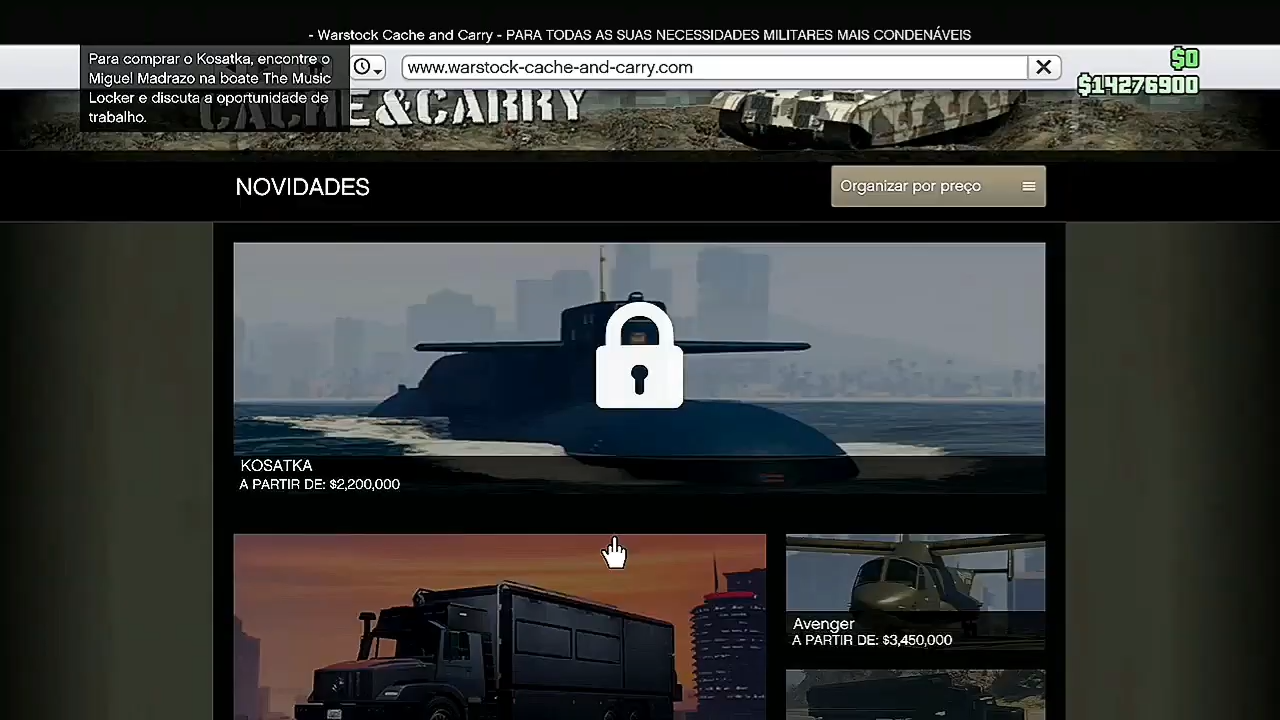 - Warstock Cache and Carry - PARA TODAS AS SUAS NECESSIDADES MILITARES MAIS CONDENÁVEIS
Para comprar o Kosatka, encontre o
Miguel Madrazo na boate The Music
Locker e discuta a oportunidade de
trabalho.
www.warstock-cache-and-carry.com
$0
$14276900
CACHE&CARRY
NOVIDADES
Organizar por preço
KOSATKA
A PARTIR DE: $2,200,000
Avenger
A PARTIR DE: $3,450,000